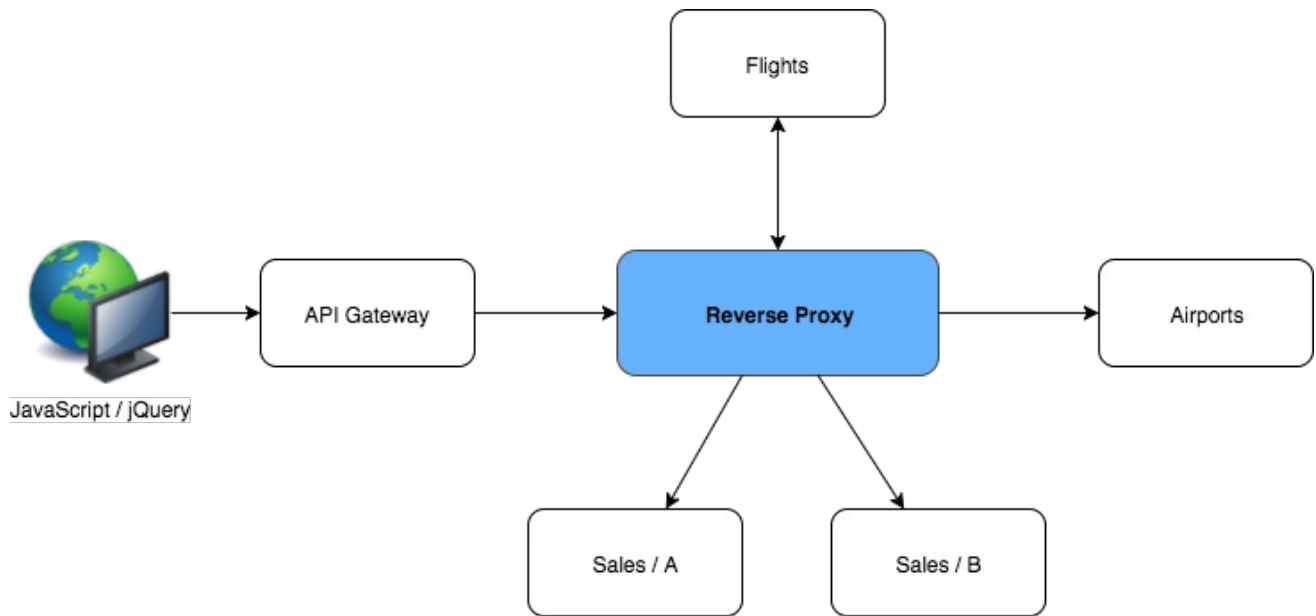 Flights
API Gateway
Reverse Proxy
Airports
JavaScript / jQuery
Sales / A
Sales / B